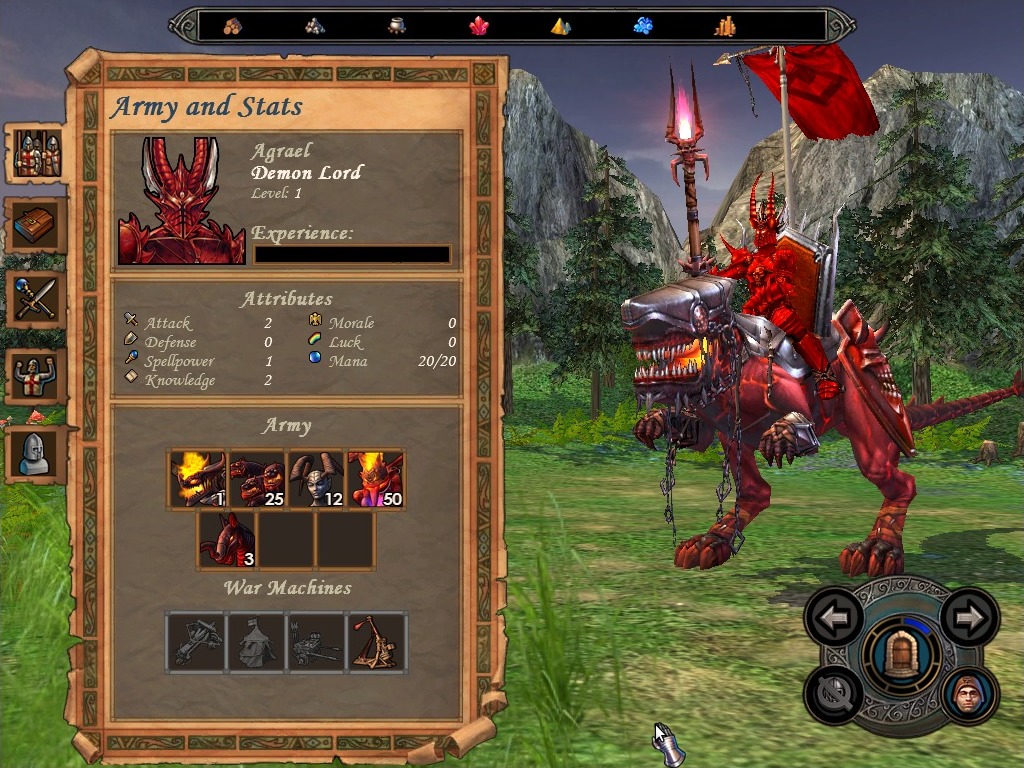 Army and Stats
Agrael
Demon Lord
Level: 1
Experience:
Attributes
Attack 2 Morale 0
Defense 0 Luck 0
Spellpower 1 Mana 20/20
Knowledge 2
Army
1 25 12 50
3
War Machines